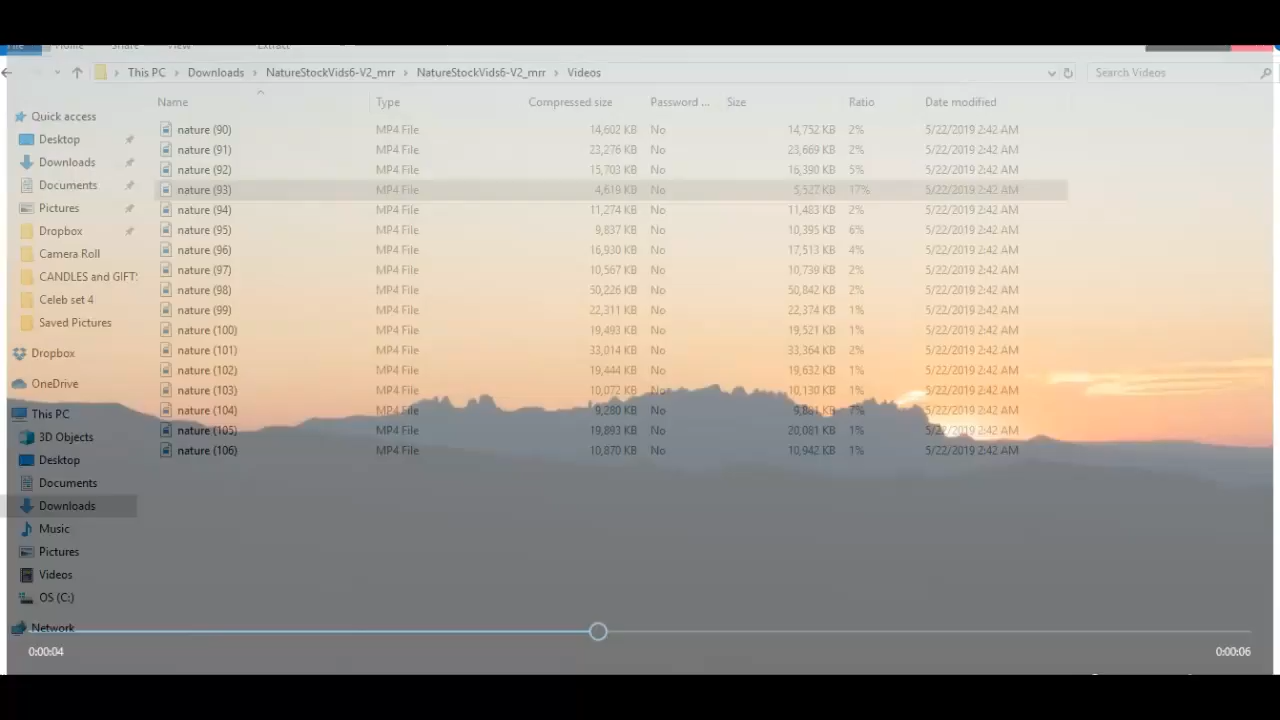 File Home Share View Extract
This PC > Downloads > NatureStockVids6-V2_mrr > NatureStockVids6-V2_mrr > Videos
Search Videos
Name Type Compressed size Password ... Size Ratio Date modified
Quick access
Desktop
Downloads
Documents
Pictures
Dropbox
Camera Roll
CANDLES and GIFT
Celeb set 4
Saved Pictures
Dropbox
OneDrive
This PC
3D Objects
Desktop
Documents
Downloads
Music
Pictures
Videos
OS (C:)
Network
nature (90) MP4 File 14,602 KB No 14,752 KB 2% 5/22/2019 2:42 AM
nature (91) MP4 File 23,276 KB No 23,669 KB 2% 5/22/2019 2:42 AM
nature (92) MP4 File 15,703 KB No 16,390 KB 5% 5/22/2019 2:42 AM
nature (93) MP4 File 4,619 KB No 5,527 KB 17% 5/22/2019 2:42 AM
nature (94) MP4 File 11,274 KB No 11,483 KB 2% 5/22/2019 2:42 AM
nature (95) MP4 File 9,837 KB No 10,395 KB 6% 5/22/2019 2:42 AM
nature (96) MP4 File 16,930 KB No 17,513 KB 4% 5/22/2019 2:42 AM
nature (97) MP4 File 10,567 KB No 10,739 KB 2% 5/22/2019 2:42 AM
nature (98) MP4 File 50,226 KB No 50,842 KB 2% 5/22/2019 2:42 AM
nature (99) MP4 File 22,311 KB No 22,374 KB 1% 5/22/2019 2:42 AM
nature (100) MP4 File 19,493 KB No 19,521 KB 1% 5/22/2019 2:42 AM
nature (101) MP4 File 33,014 KB No 33,364 KB 2% 5/22/2019 2:42 AM
nature (102) MP4 File 19,444 KB No 19,632 KB 1% 5/22/2019 2:42 AM
nature (103) MP4 File 10,072 KB No 10,130 KB 1% 5/22/2019 2:42 AM
nature (104) MP4 File 9,280 KB No KB 7% 5/22/2019 2:42 AM
nature (105) MP4 File 19,893 KB No 20,081 KB 1% 5/22/2019 2:42 AM
nature (106) MP4 File 10,870 KB No 10,942 KB 1% 5/22/2019 2:42 AM
0:00:04 0:00:06